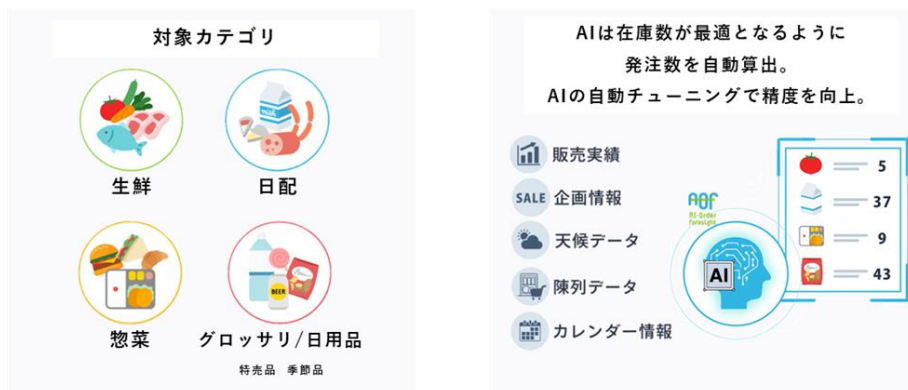 対象カテゴリ
生鮮
日配
惣菜
グロッサリ/日用品
特売品 季節品
milk
BEER
AIは在庫数が最適となるように
発注数を自動算出。
AIの自動チューニングで精度を向上。
販売実績
SALE 企画情報
天候データ
陳列データ
カレンダー情報
AOF
AI-Order
foresight
AI
5
37
9
43